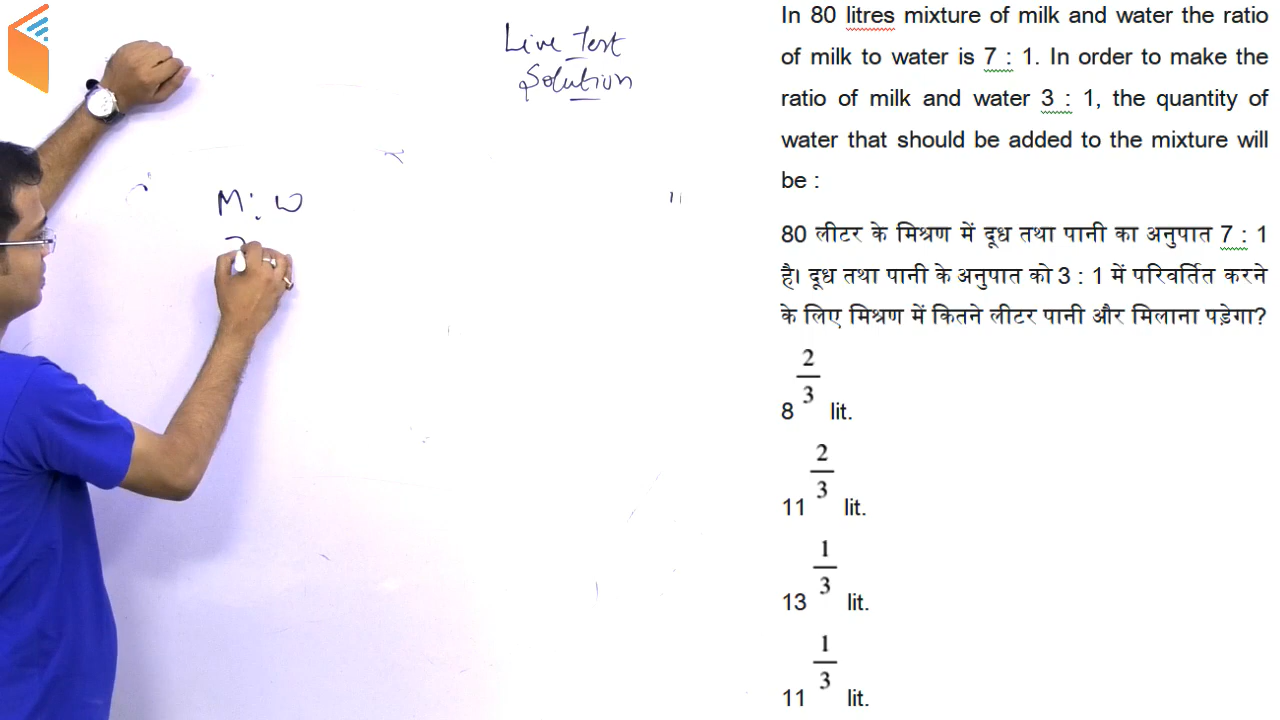 Live Test
Solution
M : W
In 80 litres mixture of milk and water the ratio
of milk to water is 7 : 1. In order to make the
ratio of milk and water 3 : 1, the quantity of
water that should be added to the mixture will
be :
80 लीटर के मिश्रण में दूध तथा पानी का अनुपात 7 : 1
है। दूध तथा पानी के अनुपात को 3 : 1 में परिवर्तित करने
के लिए मिश्रण में कितने लीटर पानी और मिलाना पड़ेगा?
8 2/3 lit.
11 2/3 lit.
13 1/3 lit.
11 1/3 lit.